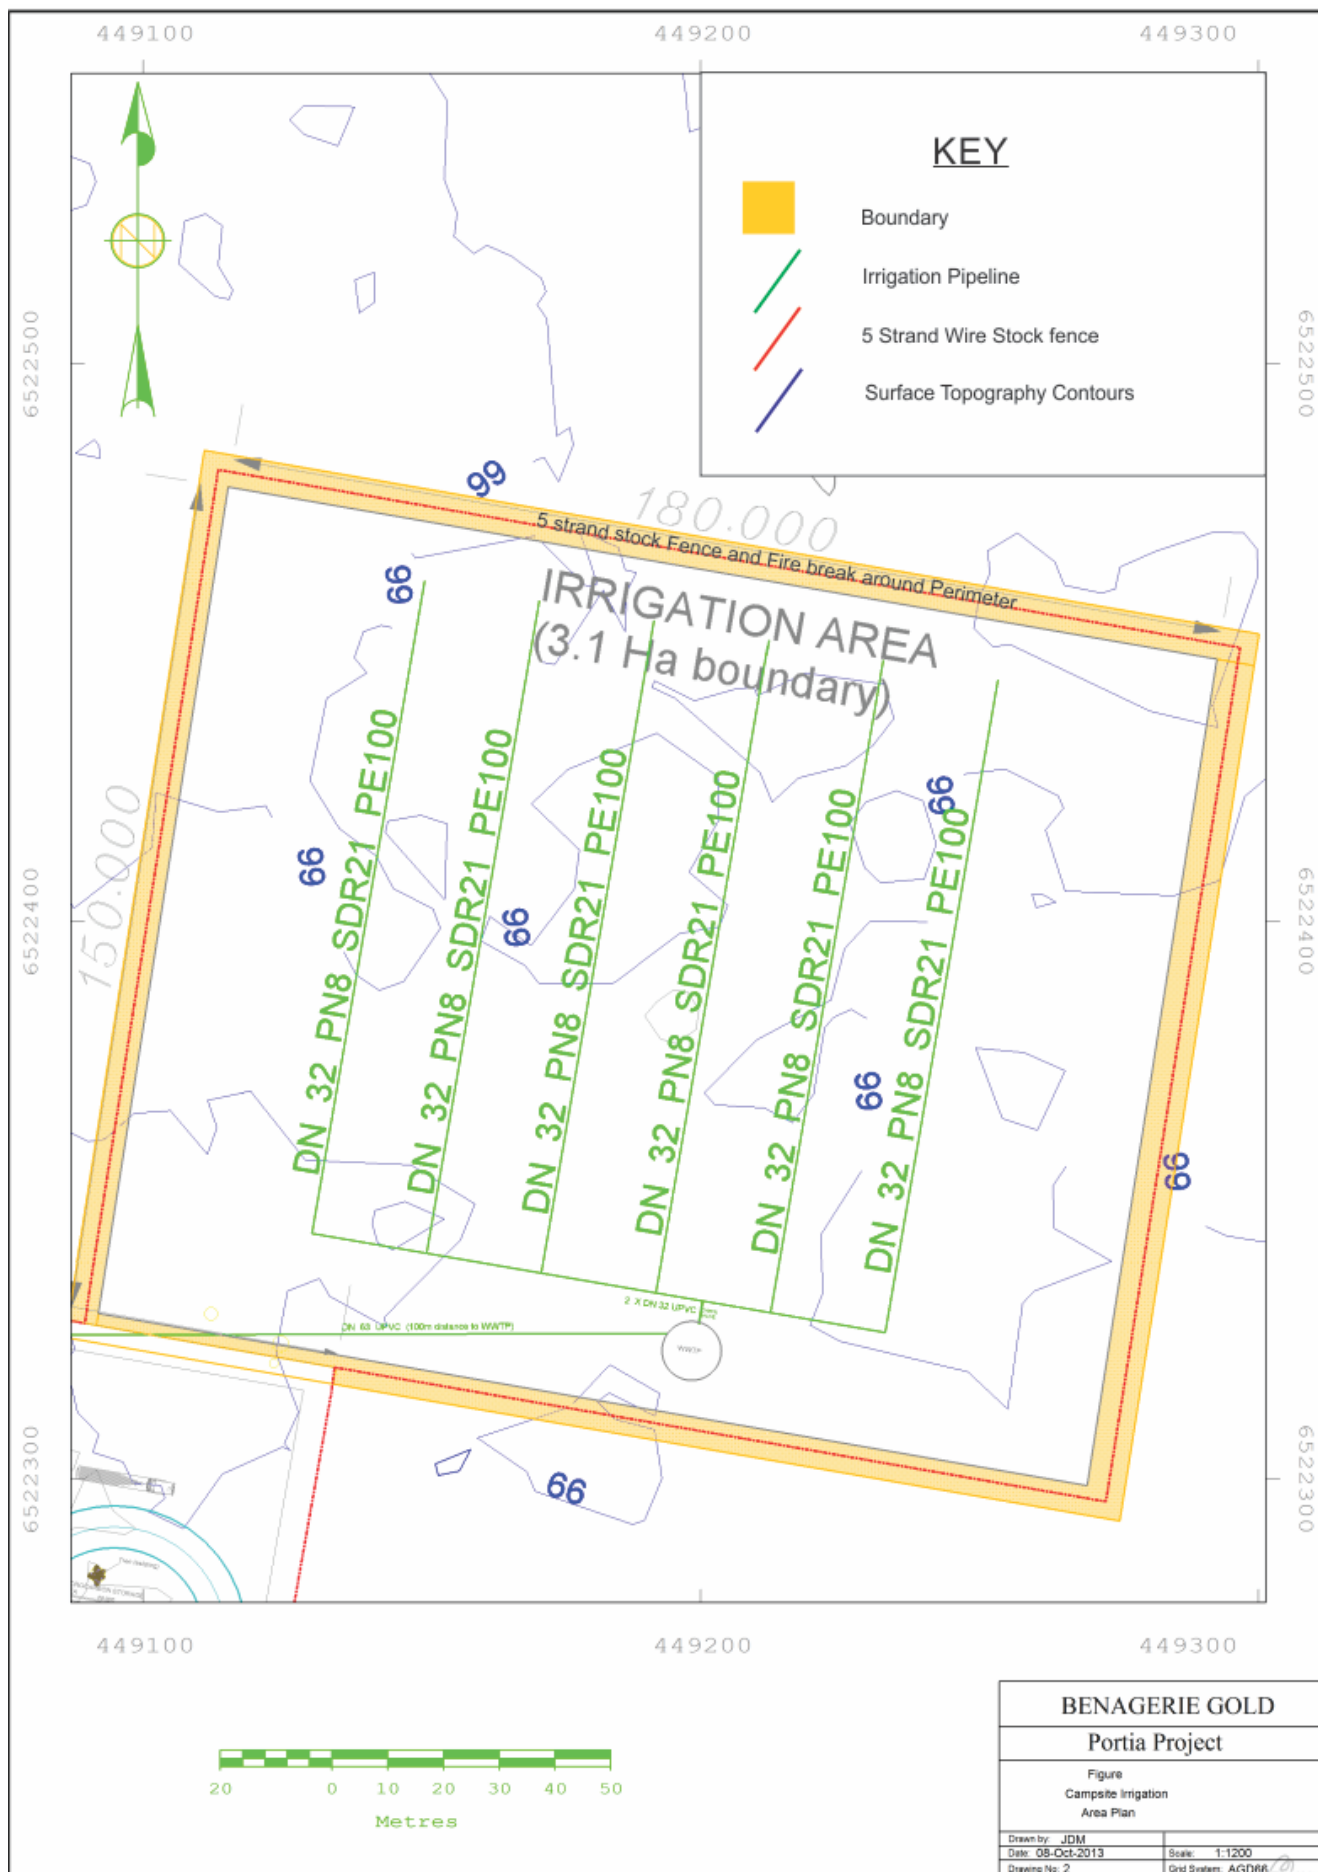 449100 449200 449300
KEY
Boundary
Irrigation Pipeline
5 Strand Wire Stock fence
Surface Topography Contours
6522500
6522500
66
180.000
5 strand stock Fence and Fire break around Perimeter
66
IRRIGATION AREA
(3.1 Ha boundary)
150.000
66
66
66
6522400
6522400
DN 32 PN8 SDR21 PE100
DN 32 PN8 SDR21 PE100
DN 32 PN8 SDR21 PE100
DN 32 PN8 SDR21 PE100
DN 32 PN8 SDR21 PE100
DN 32 PN8 SDR21 PE100
66
66
2 X DN 32 UPVC
DN 63 UPVC (100m distance to WWTP)
WWTP
66
6522300
6522300
449100 449200 449300
20 0 10 20 30 40 50
Metres
BENAGERIE GOLD
Portia Project
Figure
Campsite Irrigation
Area Plan
Drawn by: JDM
Date: 08-Oct-2013 Scale: 1:1200
Drawing No: 2 Grid System: AGD66